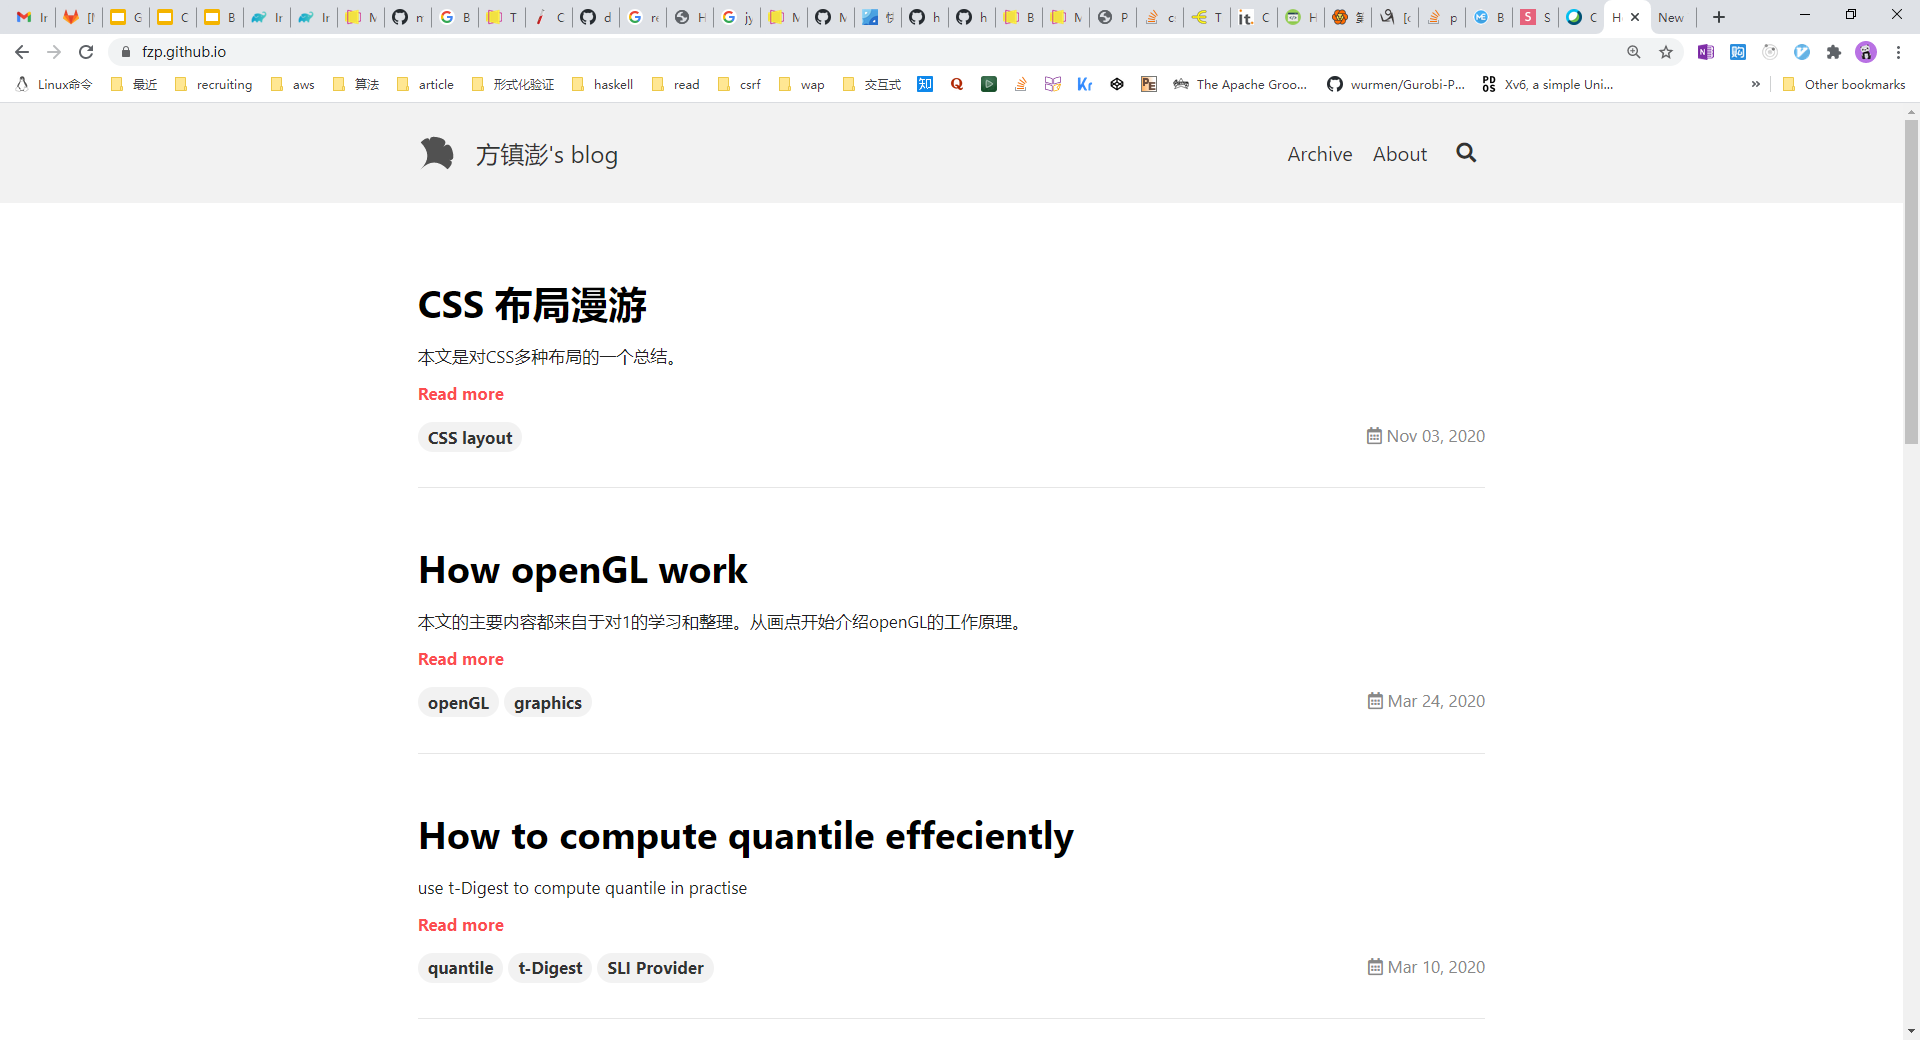 fzp.github.io
New
Linux命令 最近 recruiting aws 算法 article 形式化验证 haskell read csrf wap 交互式 The Apache Groo... wurmen/Gurobi-P... Xv6, a simple Uni... » Other bookmarks
方镇澎's blog Archive About
CSS 布局漫游
本文是对CSS多种布局的一个总结。
Read more
CSS layout Nov 03, 2020
How openGL work
本文的主要内容都来自于对1的学习和整理。从画点开始介绍openGL的工作原理。
Read more
openGL graphics Mar 24, 2020
How to compute quantile effeciently
use t-Digest to compute quantile in practise
Read more
quantile t-Digest SLI Provider Mar 10, 2020